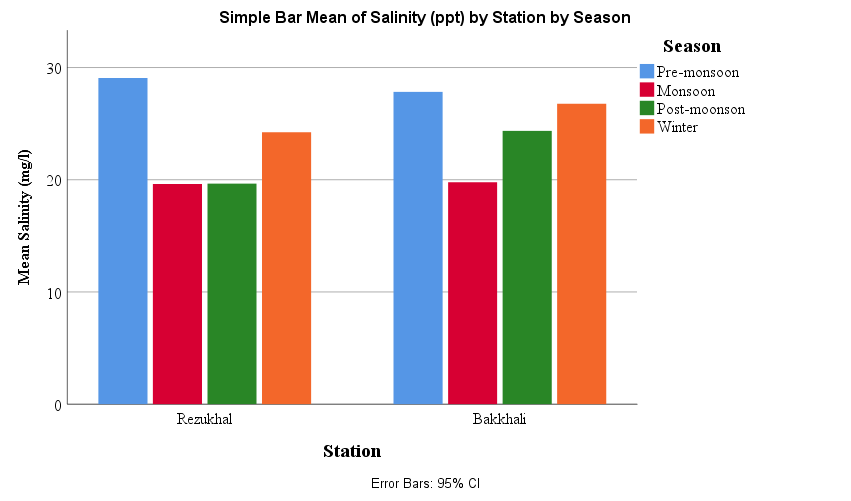 Simple Bar Mean of Salinity (ppt) by Station by Season
Season
Pre-monsoon
Monsoon
Post-moonson
Winter
Mean Salinity (mg/l)
30
20
10
0
Rezukhal
Bakkhali
Station
Error Bars: 95% CI